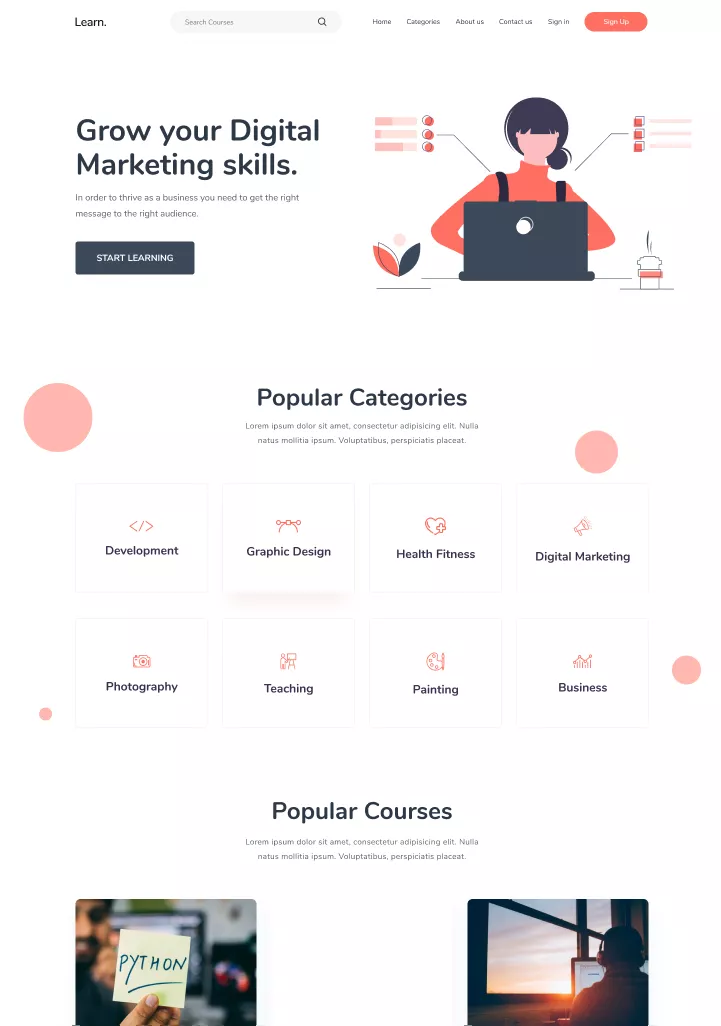 Learn.
Search Courses
Home
Categories
About us
Contact us
Sign in
Sign Up
Grow your Digital
Marketing skills.
In order to thrive as a business you need to get the right
message to the right audience.
START LEARNING
Popular Categories
Lorem ipsum dolor sit amet, consectetur adipisicing elit. Nulla
natus mollitia ipsum. Voluptatibus, perspiciatis placeat.
Development
Graphic Design
Health Fitness
Digital Marketing
Photography
Teaching
Painting
Business
Popular Courses
Lorem ipsum dolor sit amet, consectetur adipisicing elit. Nulla
natus mollitia ipsum. Voluptatibus, perspiciatis placeat.
PYTHON